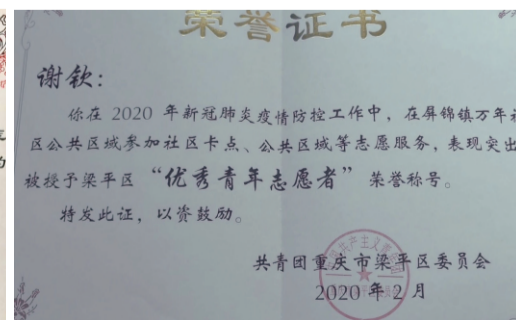 荣誉证书
谢钦：
你在 2020 年新冠肺炎疫情防控工作中，在屏锦镇万年社
区公共区域参加社区卡点、公共区域等志愿服务，表现突出
被授予梁平区 “优秀青年志愿者” 荣誉称号。
特发此证，以资鼓励。
共青团重庆市梁平区委员会
2020 年 2 月